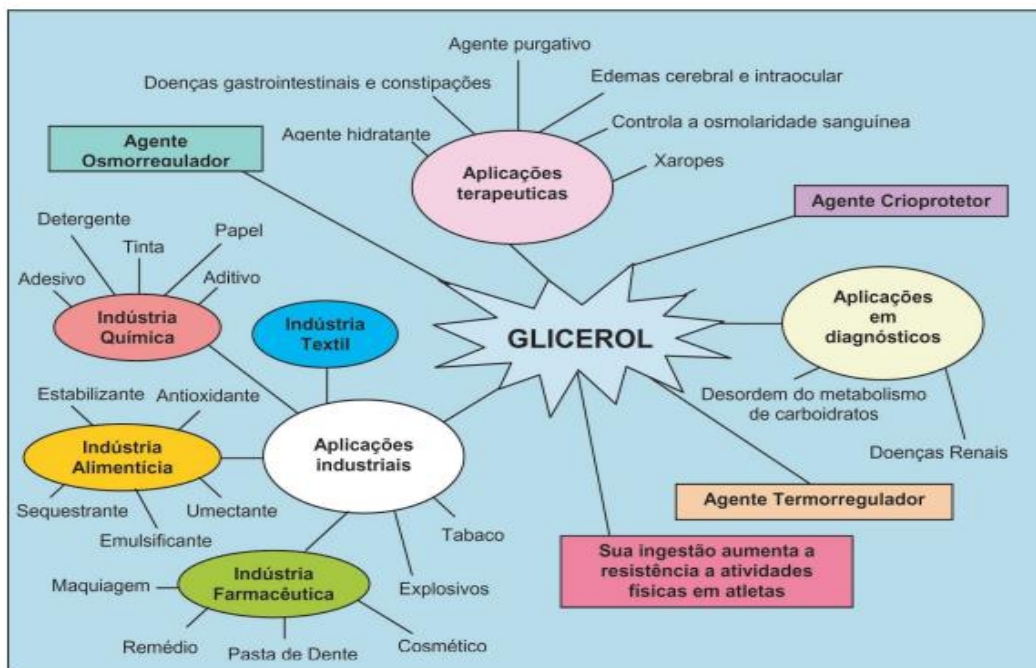 Agente purgativo
Doenças gastrointestinais e constipações
Edemas cerebral e intraocular
Agente hidratante
Controla a osmolaridade sanguínea
Xaropes
Aplicações
terapeuticas
Agente
Osmorregulador
Agente Crioprotetor
Detergente
Tinta
Papel
Adesivo
Aditivo
Indústria
Química
Indústria
Textil
GLICEROL
Aplicações
em
diagnósticos
Desordem do metabolismo
de carboidratos
Doenças Renais
Estabilizante
Antioxidante
Indústria
Alimentícia
Sequestrante
Umectante
Emulsificante
Aplicações
industriais
Tabaco
Explosivos
Agente Termorregulador
Sua ingestão aumenta a
resistência a atividades
físicas em atletas
Maquiagem
Indústria
Farmacêutica
Remédio
Pasta de Dente
Cosmético